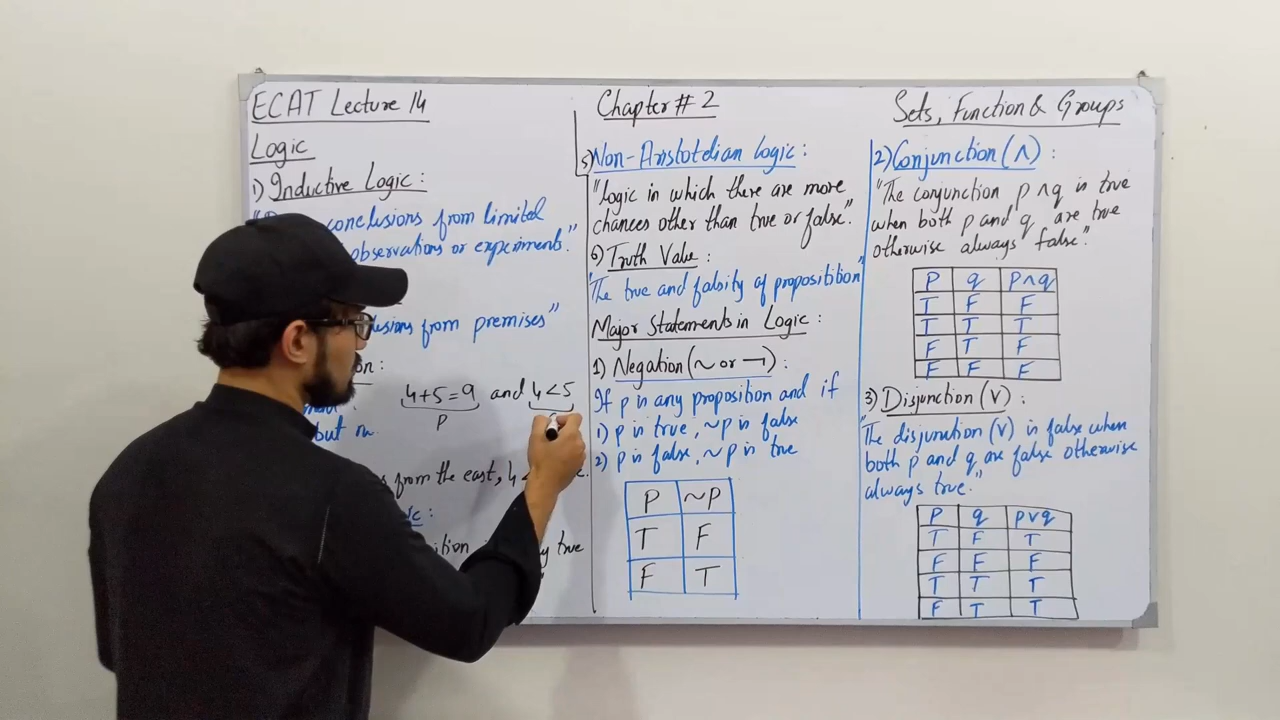 ECAT Lecture 14
Chapter # 2
Sets, Function & Groups
Logic
1) Inductive Logic:
conclusions from limited
observations or experiments."
from premises"
on:
4+5=9 and 4<5
P
but
from the east, 4
true
5) Non-Aristotelian Logic:
"Logic in which there are more
chances other than true or false."
6) Truth Value:
"The true and falsity of propositibion"
Major Statements in Logic:
1) Negation (~ or ¬):
If p is any proposition and if
1) p is true, ~p is false
2) p is false, ~p is true
P ~p
T F
F T
2) Conjunction (∧):
"The conjunction p ∧ q is true
when both p and q are true
otherwise always false."
P q p∧q
T F F
T T T
F T F
F F F
3) Disjunction (∨):
"The disjunction (∨) is false when
both p and q are false otherwise
always true."
P q p∨q
T F T
F F F
T T T
F T T